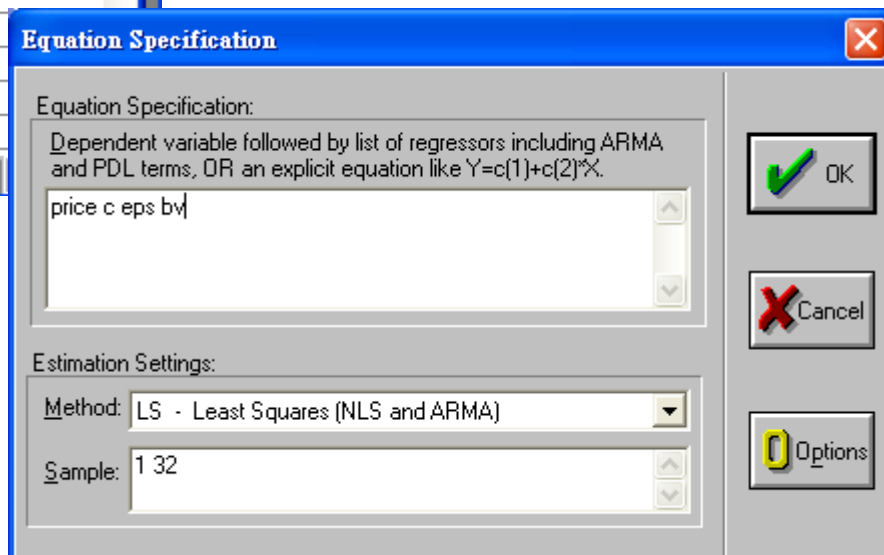 Equation Specification
Equation Specification:
Dependent variable followed by list of regressors including ARMA
and PDL terms, OR an explicit equation like Y=c(1)+c(2)*X.
price c eps bv
OK
Cancel
Estimation Settings:
Method: LS - Least Squares (NLS and ARMA)
Sample: 1 32
Options